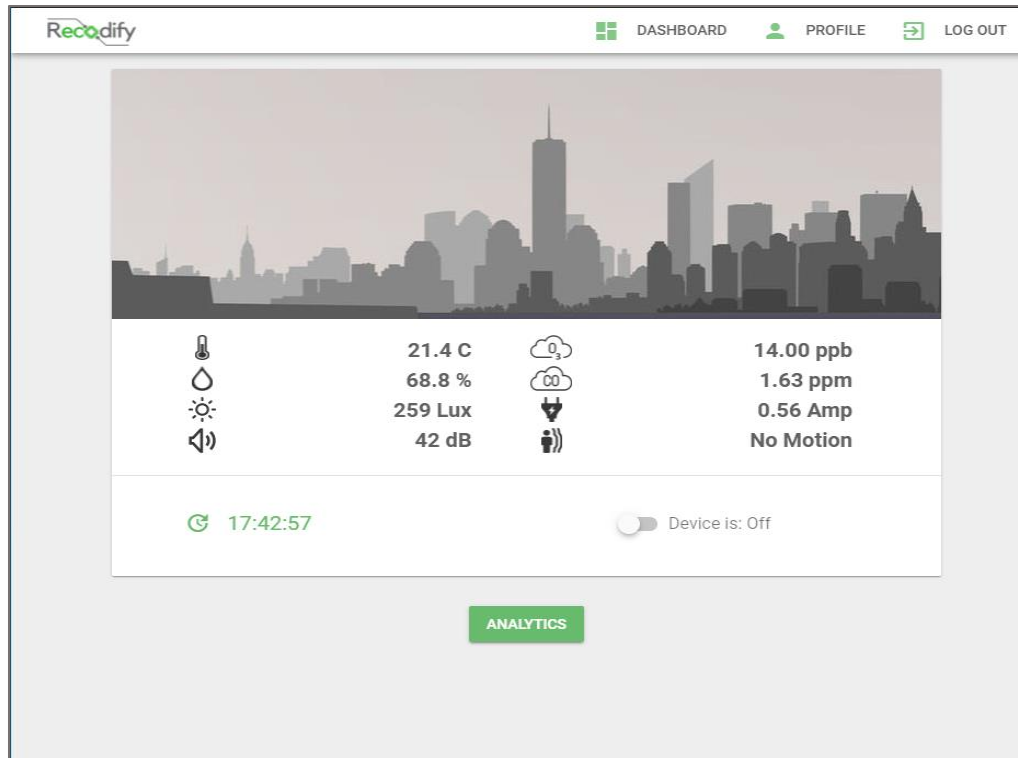 Recodify DASHBOARD PROFILE LOG OUT
21.4 C O3 14.00 ppb
68.8 % CO 1.63 ppm
259 Lux 0.56 Amp
42 dB No Motion
17:42:57 Device is: Off
ANALYTICS